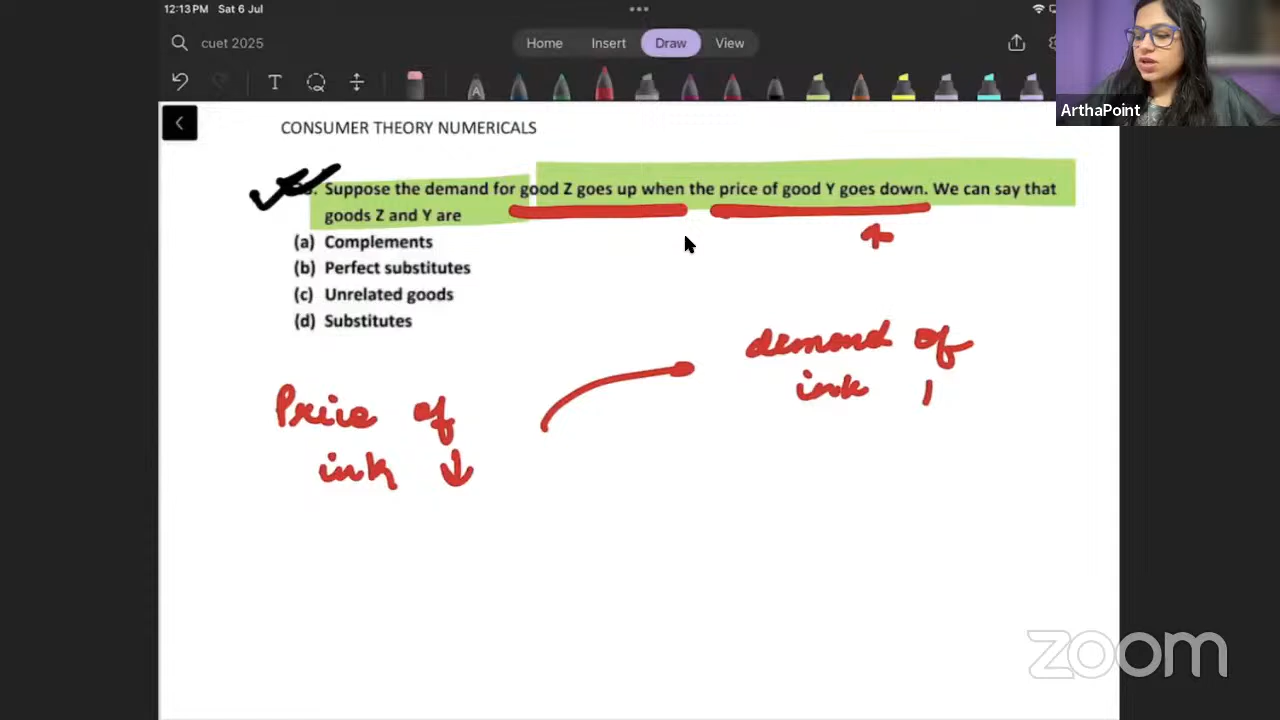 12:13PM Sat 6 Jul
cuet 2025
Home Insert Draw View
ArthaPoint
CONSUMER THEORY NUMERICALS
Suppose the demand for good Z goes up when the price of good Y goes down. We can say that
goods Z and Y are
(a) Complements
(b) Perfect substitutes
(c) Unrelated goods
(d) Substitutes
demand of
ink
Price of
ink ↓
zoom